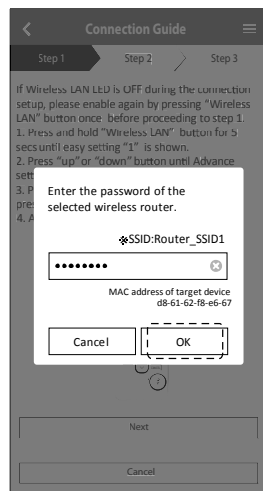 Connection Guide
Step 1 Step 2 Step 3
If Wireless LAN LED is OFF during the connection
setup, please enable again by pressing "Wireless
LAN" button once before proceeding to step 1.
1. Press and hold "Wireless LAN" button for 5
secs until easy setting "1" is shown.
2. Press "up" or "down" button until Advance
sett
3. P
pre
4. A
Enter the password of the
selected wireless router.
※SSID:Router_SSID1
••••••••
MAC address of target device
d8-61-62-f8-e6-67
Cancel OK
Next
Cancel